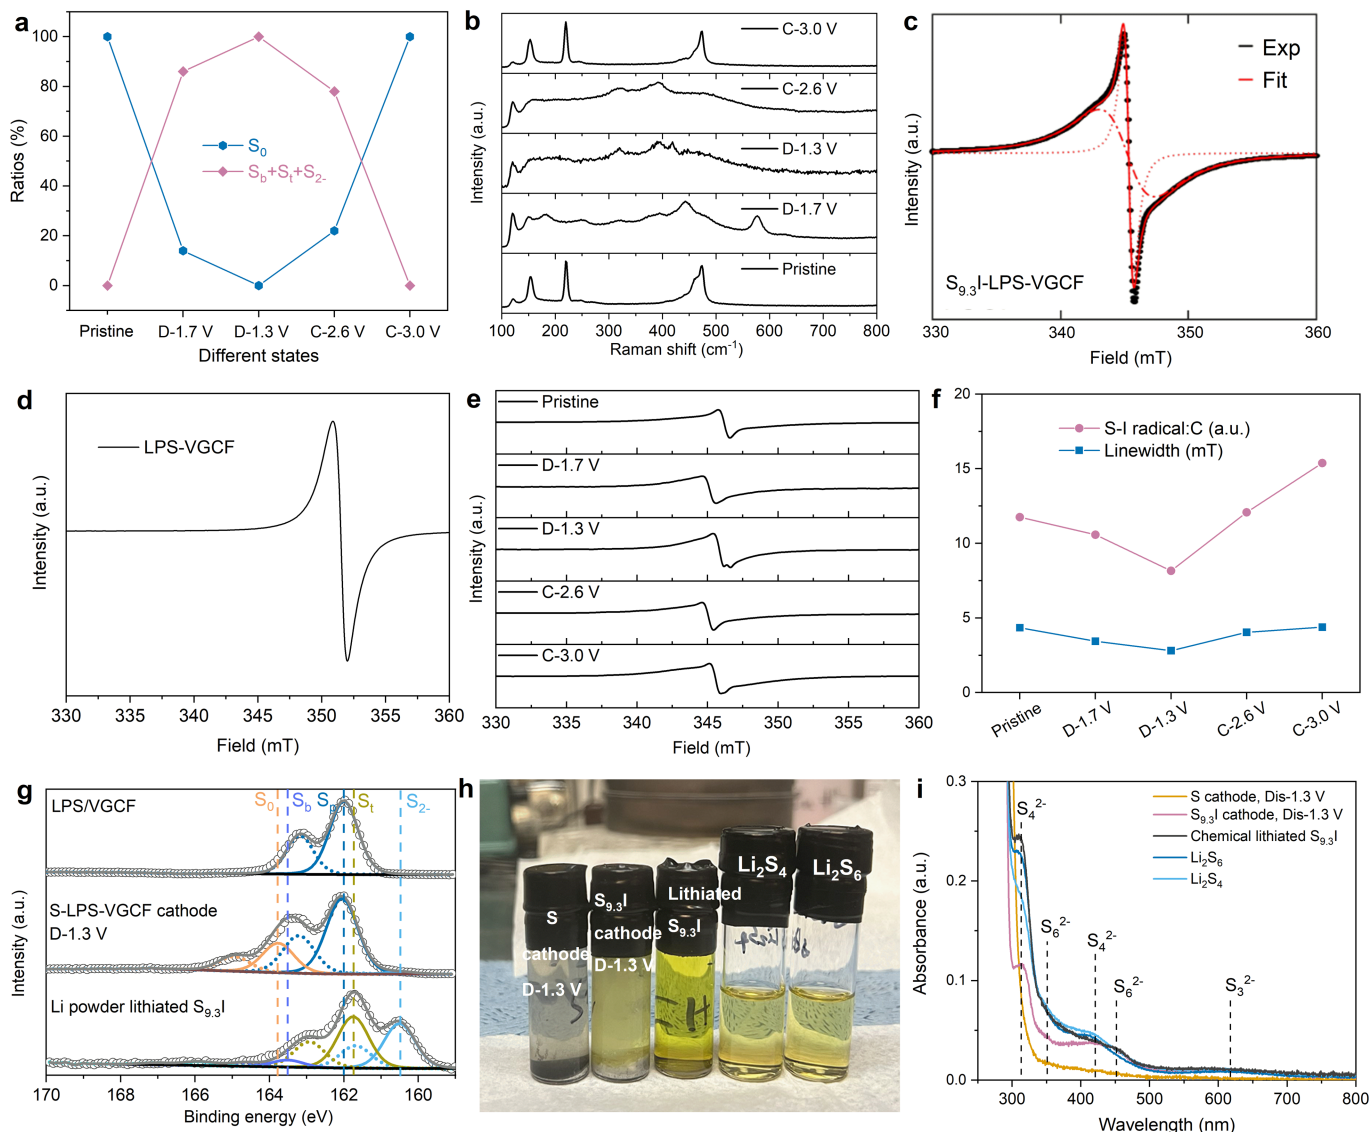 a
100
80
60
40
20
0
Ratios (%)
S0
Sb+St+S2-
Pristine D-1.7 V D-1.3 V C-2.6 V C-3.0 V
Different states
b
C-3.0 V
C-2.6 V
D-1.3 V
D-1.7 V
Pristine
Intensity (a.u.)
100 200 300 400 500 600 700 800
Raman shift (cm-1)
c
Exp
Fit
S9.3I-LPS-VGCF
Intensity (a.u.)
330 340 350 360
Field (mT)
d
LPS-VGCF
Intensity (a.u.)
330 335 340 345 350 355 360
Field (mT)
e
Pristine
D-1.7 V
D-1.3 V
C-2.6 V
C-3.0 V
Intensity (a.u.)
330 335 340 345 350 355 360
Field (mT)
f
20
15
10
5
0
S-I radical:C (a.u.)
Linewidth (mT)
Pristine D-1.7 V D-1.3 V C-2.6 V C-3.0 V
g
LPS/VGCF
S0 Sb Sp St S2-
S-LPS-VGCF cathode
D-1.3 V
Li powder lithiated S9.3I
Intensity (a.u.)
170 168 166 164 162 160
Binding energy (eV)
h
S
cathode
D-1.3 V
S9.3I
cathode
D-1.3 V
Lithiated
S9.3I
Li2S4
Li2S6
i
0.3
0.2
0.1
0.0
Absorbance (a.u.)
S cathode, Dis-1.3 V
S9.3I cathode, Dis-1.3 V
Chemical lithiated S9.3I
Li2S6
Li2S4
S4 2-
S6 2-
S4 2-
S6 2-
S3 2-
300 400 500 600 700 800
Wavelength (nm)